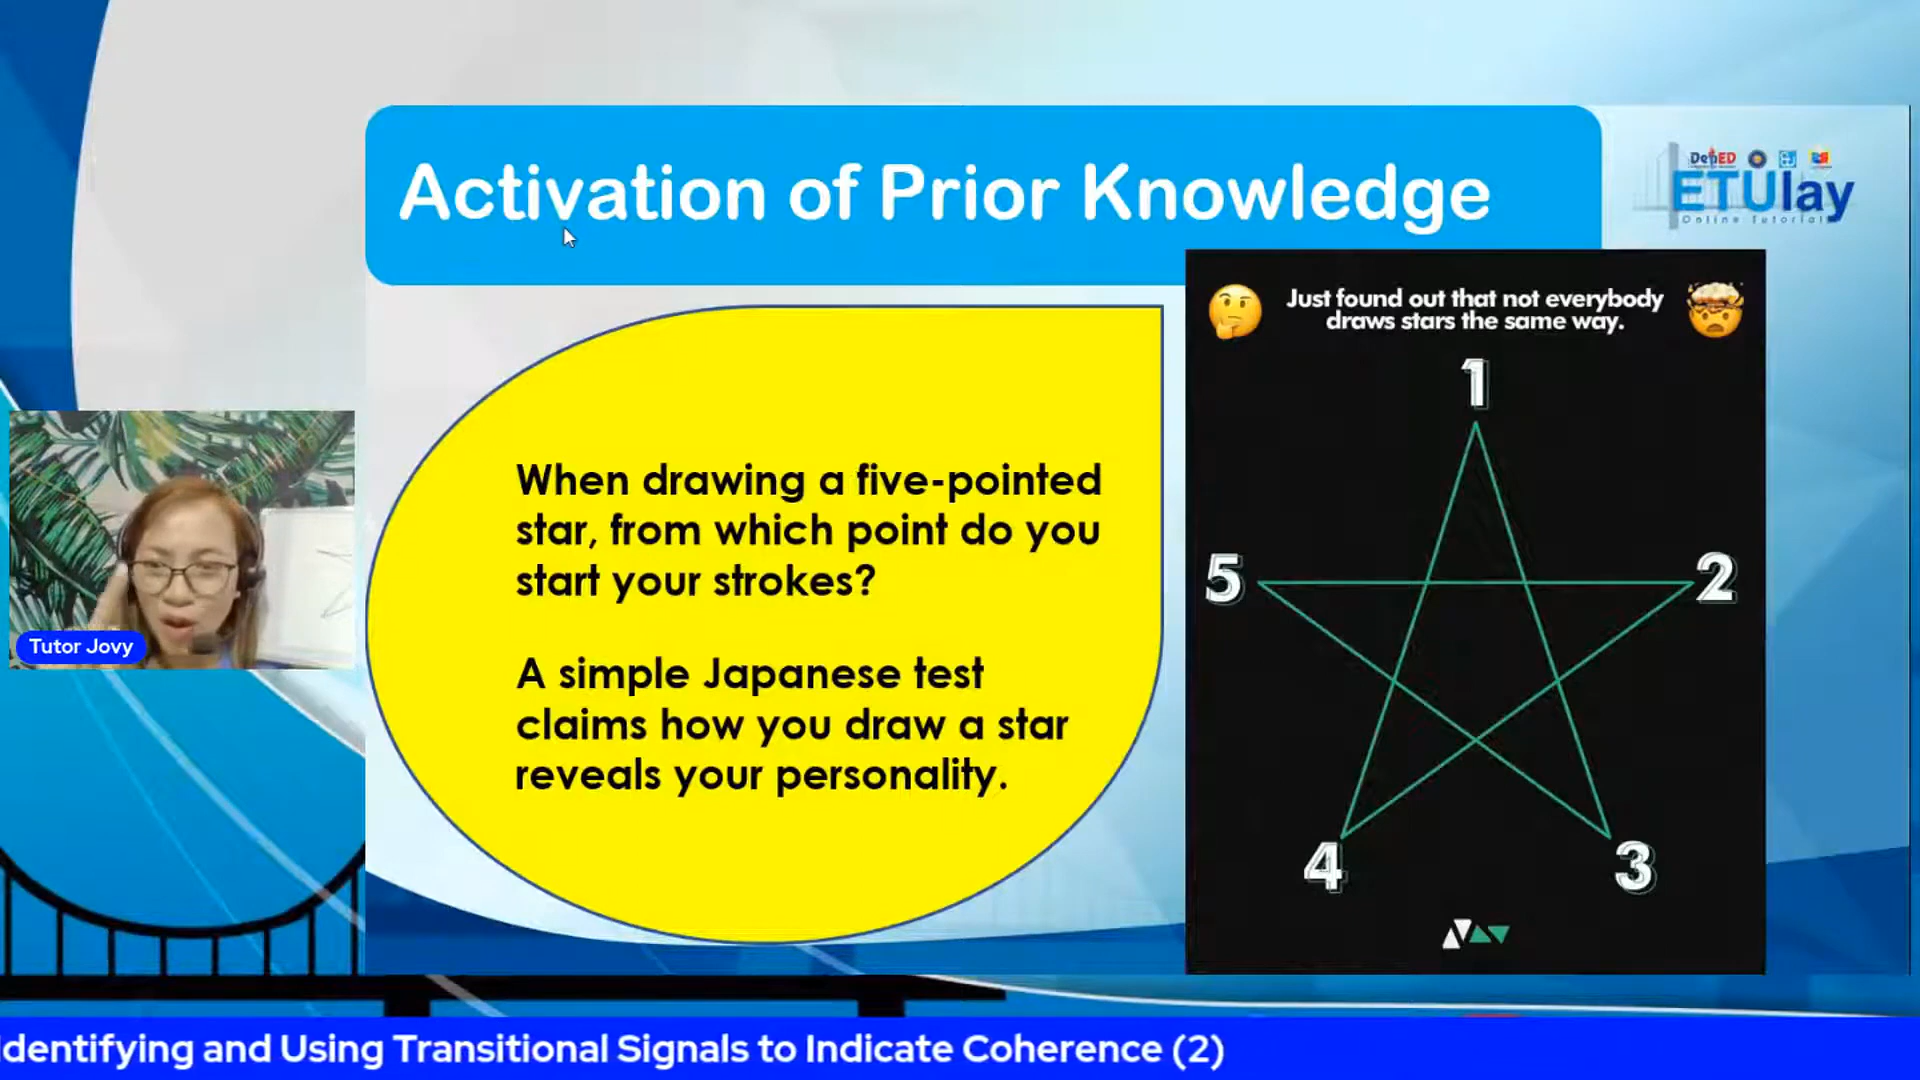 Activation of Prior Knowledge
DepED
ETUlay
Online Tutorial
Just found out that not everybody
draws stars the same way.
1
5
2
4
3
When drawing a five-pointed
star, from which point do you
start your strokes?
A simple Japanese test
claims how you draw a star
reveals your personality.
Tutor Jovy
Identifying and Using Transitional Signals to Indicate Coherence (2)